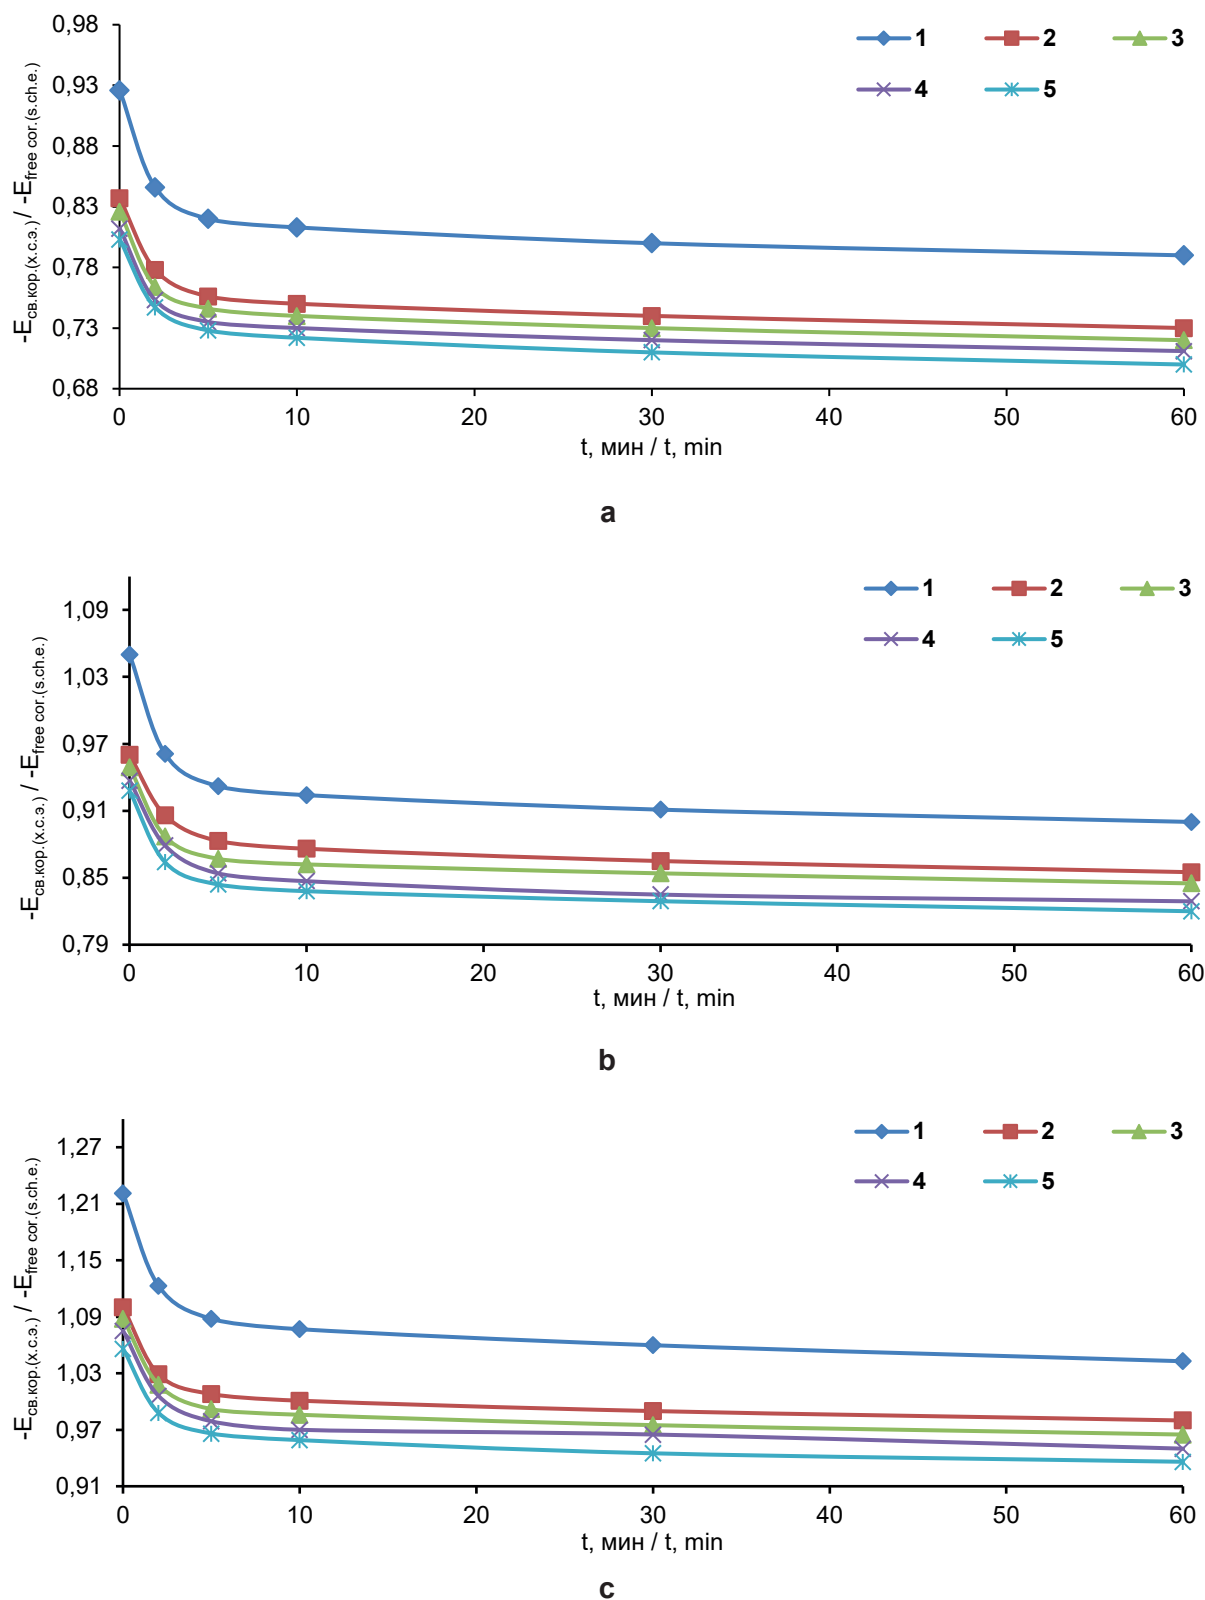 0,98
0,93
0,88
0,83
0,78
0,73
0,68
-Eсв.кор.(х.с.э.) / -Efree cor.(s.ch.e.)
1 2 3
4 5
0 10 20 30 40 50 60
t, мин / t, min
a
1,09
1,03
0,97
0,91
0,85
0,79
-Eсв.кор.(х.с.э.) / -Efree cor.(s.ch.e.)
1 2 3
4 5
0 10 20 30 40 50 60
t, мин / t, min
b
1,27
1,21
1,15
1,09
1,03
0,97
0,91
-Eсв.кор.(х.с.э.) / -Efree cor.(s.ch.e.)
1 2 3
4 5
0 10 20 30 40 50 60
t, мин / t, min
c